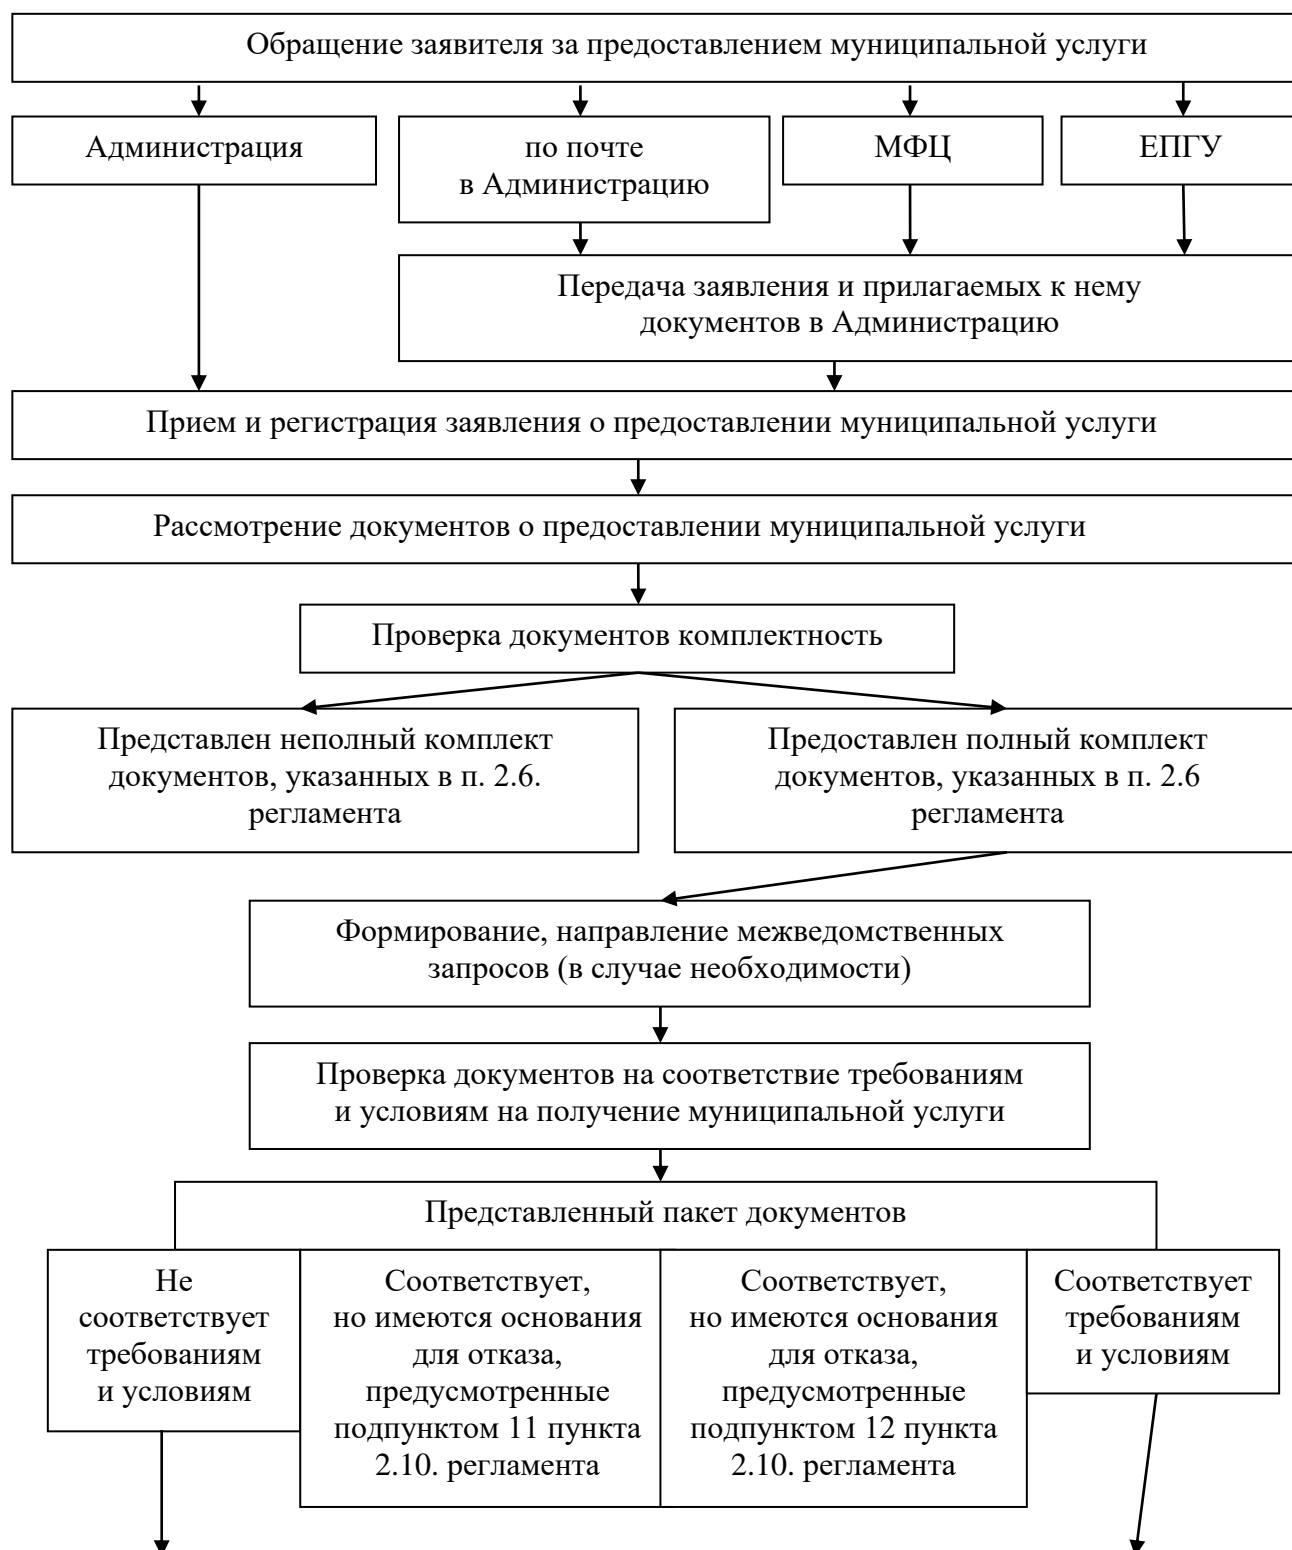 Обращение заявителя за предоставлением муниципальной услуги
Администрация
по почте
в Администрацию
МФЦ
ЕПГУ
Передача заявления и прилагаемых к нему
документов в Администрацию
Прием и регистрация заявления о предоставлении муниципальной услуги
Рассмотрение документов о предоставлении муниципальной услуги
Проверка документов комплектность
Представлен неполный комплект
документов, указанных в п. 2.6.
регламента
Предоставлен полный комплект
документов, указанных в п. 2.6
регламента
Формирование, направление межведомственных
запросов (в случае необходимости)
Проверка документов на соответствие требованиям
и условиям на получение муниципальной услуги
Представленный пакет документов
Не
соответствует
требованиям
и условиям
Соответствует,
но имеются основания
для отказа,
предусмотренные
подпунктом 11 пункта
2.10. регламента
Соответствует,
но имеются основания
для отказа,
предусмотренные
подпунктом 12 пункта
2.10. регламента
Соответствует
требованиям
и условиям